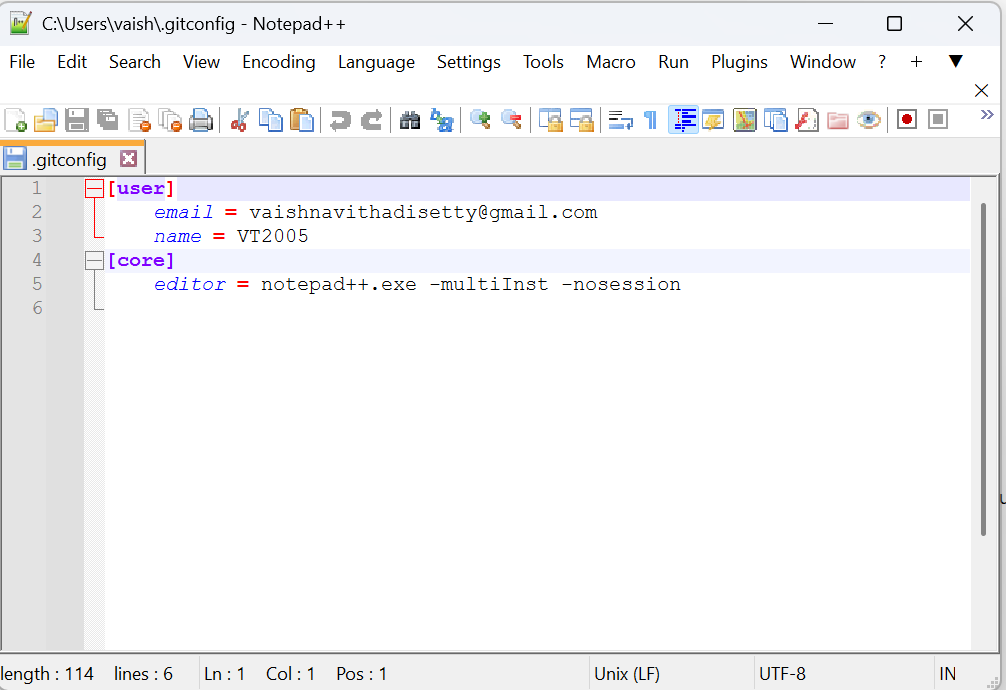 C:\Users\vaish\.gitconfig - Notepad++
File Edit Search View Encoding Language Settings Tools Macro Run Plugins Window ? + ▼
.gitconfig
1 [user]
2 email = vaishnavithadisetty@gmail.com
3 name = VT2005
4 [core]
5 editor = notepad++.exe -multiInst -nosession
6
length : 114 lines : 6 Ln : 1 Col : 1 Pos : 1 Unix (LF) UTF-8 IN